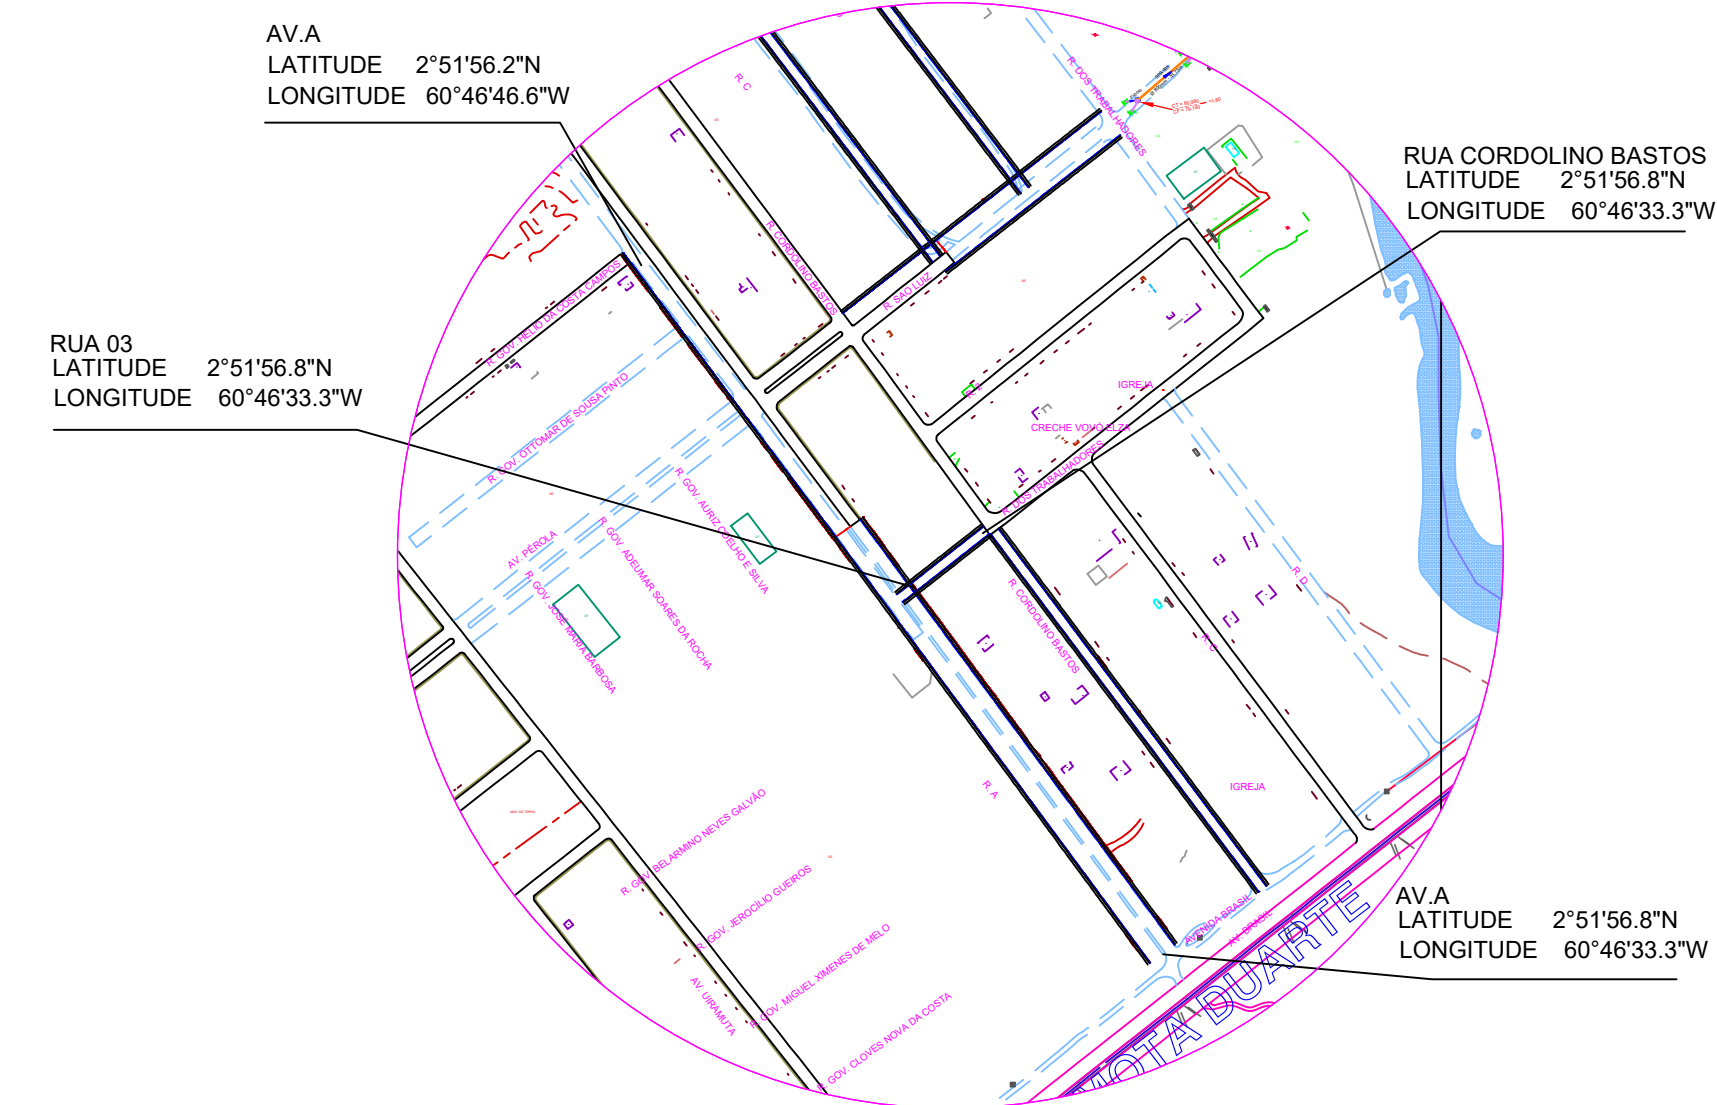 AV.A
LATITUDE 2°51'56.2"N
LONGITUDE 60°46'46.6"W
RUA CORDOLINO BASTOS
LATITUDE 2°51'56.8"N
LONGITUDE 60°46'33.3"W
RUA 03
LATITUDE 2°51'56.8"N
LONGITUDE 60°46'33.3"W
AV.A
LATITUDE 2°51'56.8"N
LONGITUDE 60°46'33.3"W
R. C
R. DOS TRABALHADORES
R. CORDOLINO BASTOS
R. SAO LUIZ
R. GOV. HELIO DA COSTA CAMPOS
R. GOV. OTTOMAR DE SOUSA PINTO
IGREJA
CRECHE VOVÓ ELZA
R. DOS TRABALHADORES
R. GOV. AURIZ COELHO E SILVA
AV. PÉROLA
R. GOV. ADEUMAR SOARES DA ROCHA
R. GOV. JOSÉ MARIA BARBOSA
R. CORDOLINO BASTOS
R. D
R. C
R. A
IGREJA
R. GOV. BELARMINO NEVES GALVÃO
R. GOV. JEROCÍLIO GUEIROS
R. GOV. MIGUEL XIMENES DE MELO
R. GOV. CLOVES NOVA DA COSTA
AV. UIRAMUTA
AVENIDA BRASIL
AV. BRASIL
MOTA DUARTE